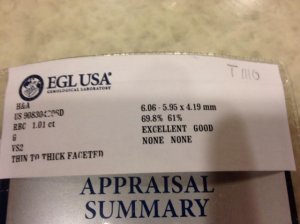 EGL USA
GEMOLOGICAL LABORATORY
H&A
RBC 1.01 ct
G
VS2
THIN TO THICK FACETED
6.06 - 5.95 x 4.19 mm
69.8% 61%
EXCELLENT GOOD
NONE NONE
APPRAISAL
SUMMARY